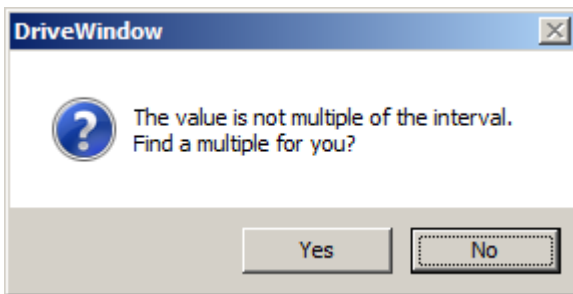 DriveWindow
The value is not multiple of the interval.
Find a multiple for you?
Yes No